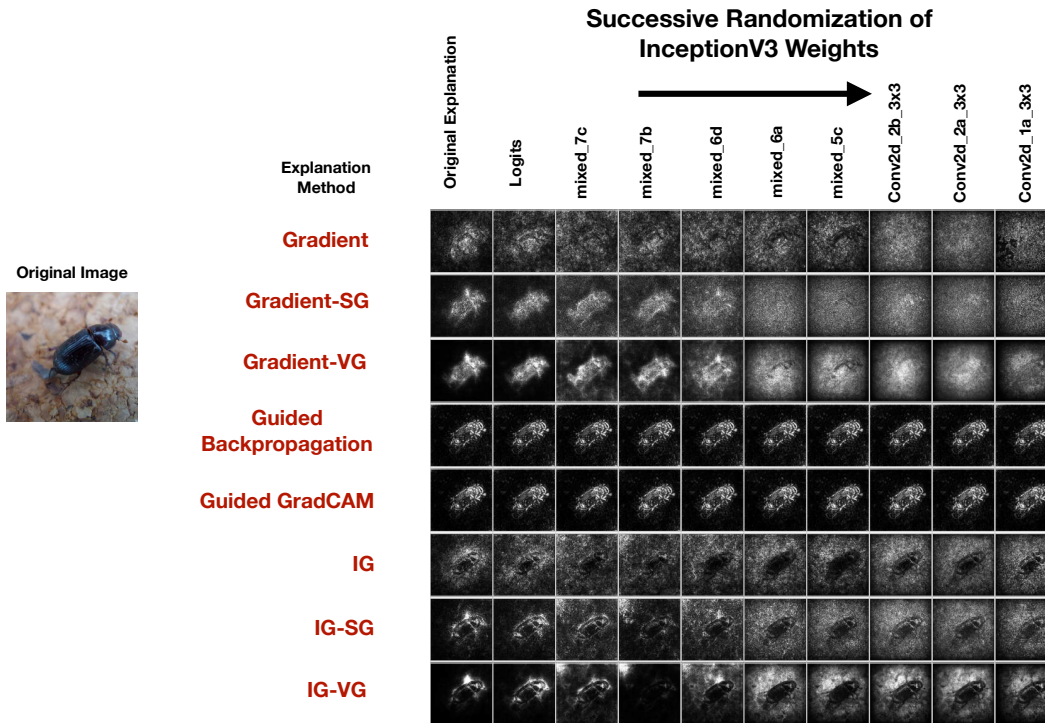 Successive Randomization of
InceptionV3 Weights
Original Explanation
Logits
mixed_7c
mixed_7b
mixed_6d
mixed_6a
mixed_5c
Conv2d_2b_3x3
Conv2d_2a_3x3
Conv2d_1a_3x3
Explanation
Method
Original Image
Gradient
Gradient-SG
Gradient-VG
Guided
Backpropagation
Guided GradCAM
IG
IG-SG
IG-VG